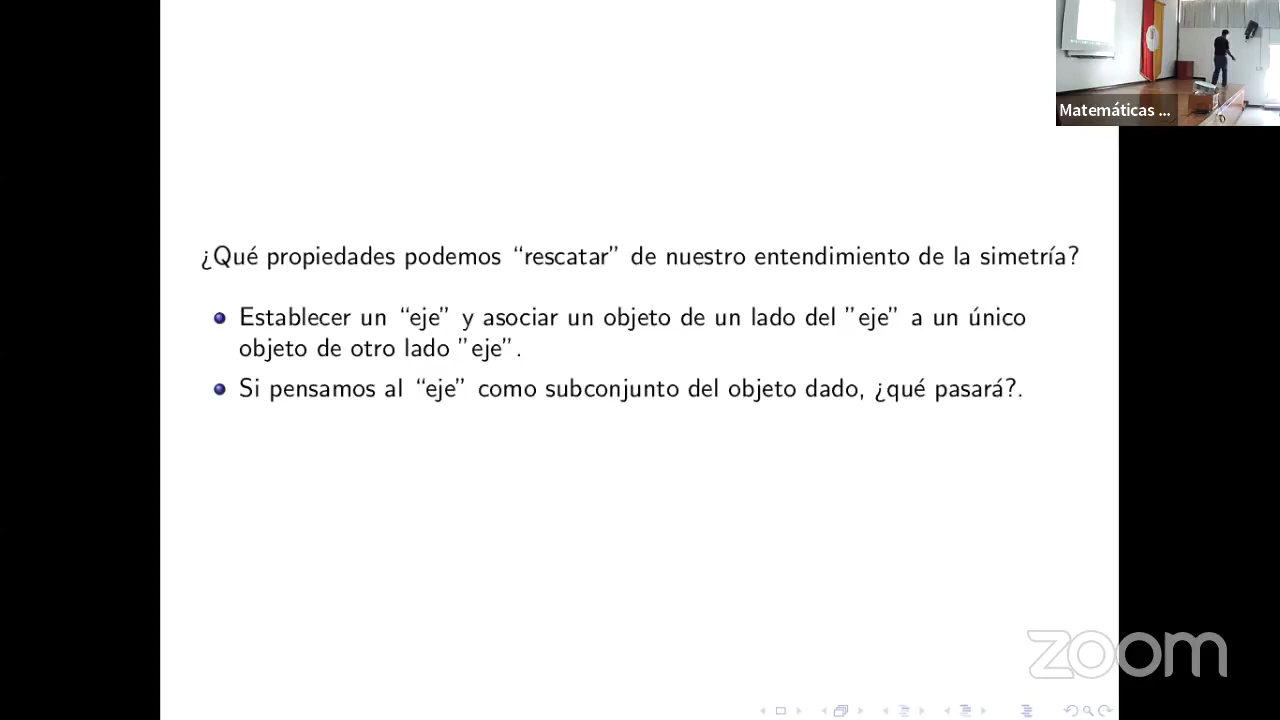 Matemáticas ...
¿Qué propiedades podemos “rescatar” de nuestro entendimiento de la simetría?
Establecer un “eje” y asociar un objeto de un lado del ”eje” a un único
objeto de otro lado ”eje”.
Si pensamos al “eje” como subconjunto del objeto dado, ¿qué pasará?.
zoom